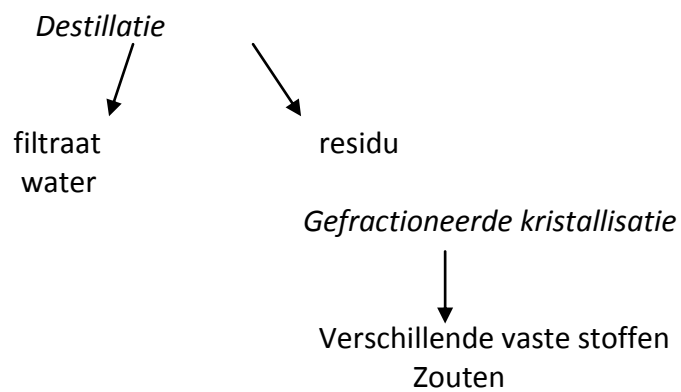 Destillatie
filtraat residu
water
Gefractioneerde kristallisatie
Verschillende vaste stoffen
Zouten